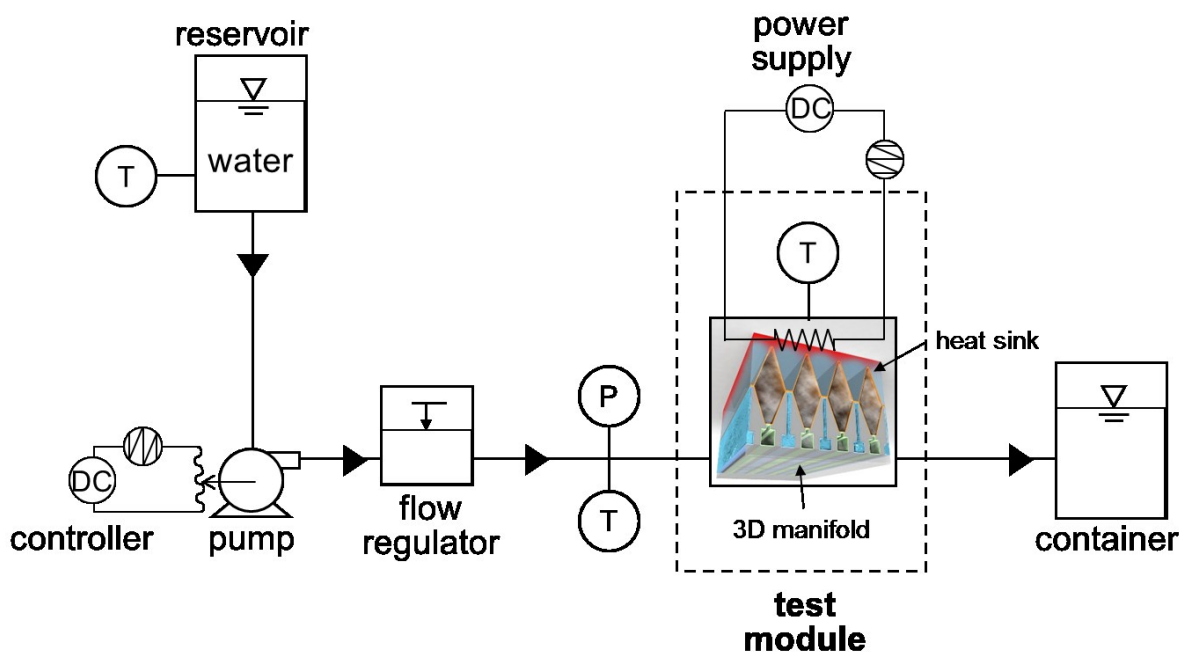 reservoir
water
T
power
supply
DC
T
heat sink
P
T
DC
controller
pump
flow
regulator
3D manifold
container
test
module